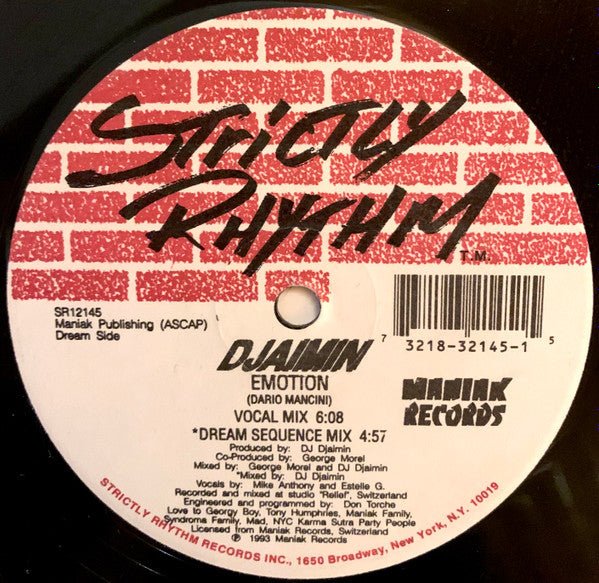 STRICTLY
RHYTHM
T.M.
SR12145
Maniak Publishing (ASCAP)
Dream Side
7 3218-32145-1 5
DJAIMIN
EMOTION
(DARIO MANCINI)
VOCAL MIX 6:08
*DREAM SEQUENCE MIX 4:57
MANIAK
RECORDS
Produced by: DJ Djaimin
Co-Produced by: George Morel
Mixed by: George Morel and DJ Djaimin
*Mixed by: DJ Djaimin
Vocals by: Mike Anthony and Estelle G.
Recorded and mixed at studio "Relief", Switzerland
Engineered and programmed by: Don Torche
Love to Georgy Boy, Tony Humphries, Maniak Family,
Syndroma Family, Mad, NYC Karma Sutra Party People
Licensed from Maniak Records, Switzerland
℗ 1993 Maniak Records
STRICTLY RHYTHM RECORDS INC., 1650 Broadway, New York, N.Y. 10019